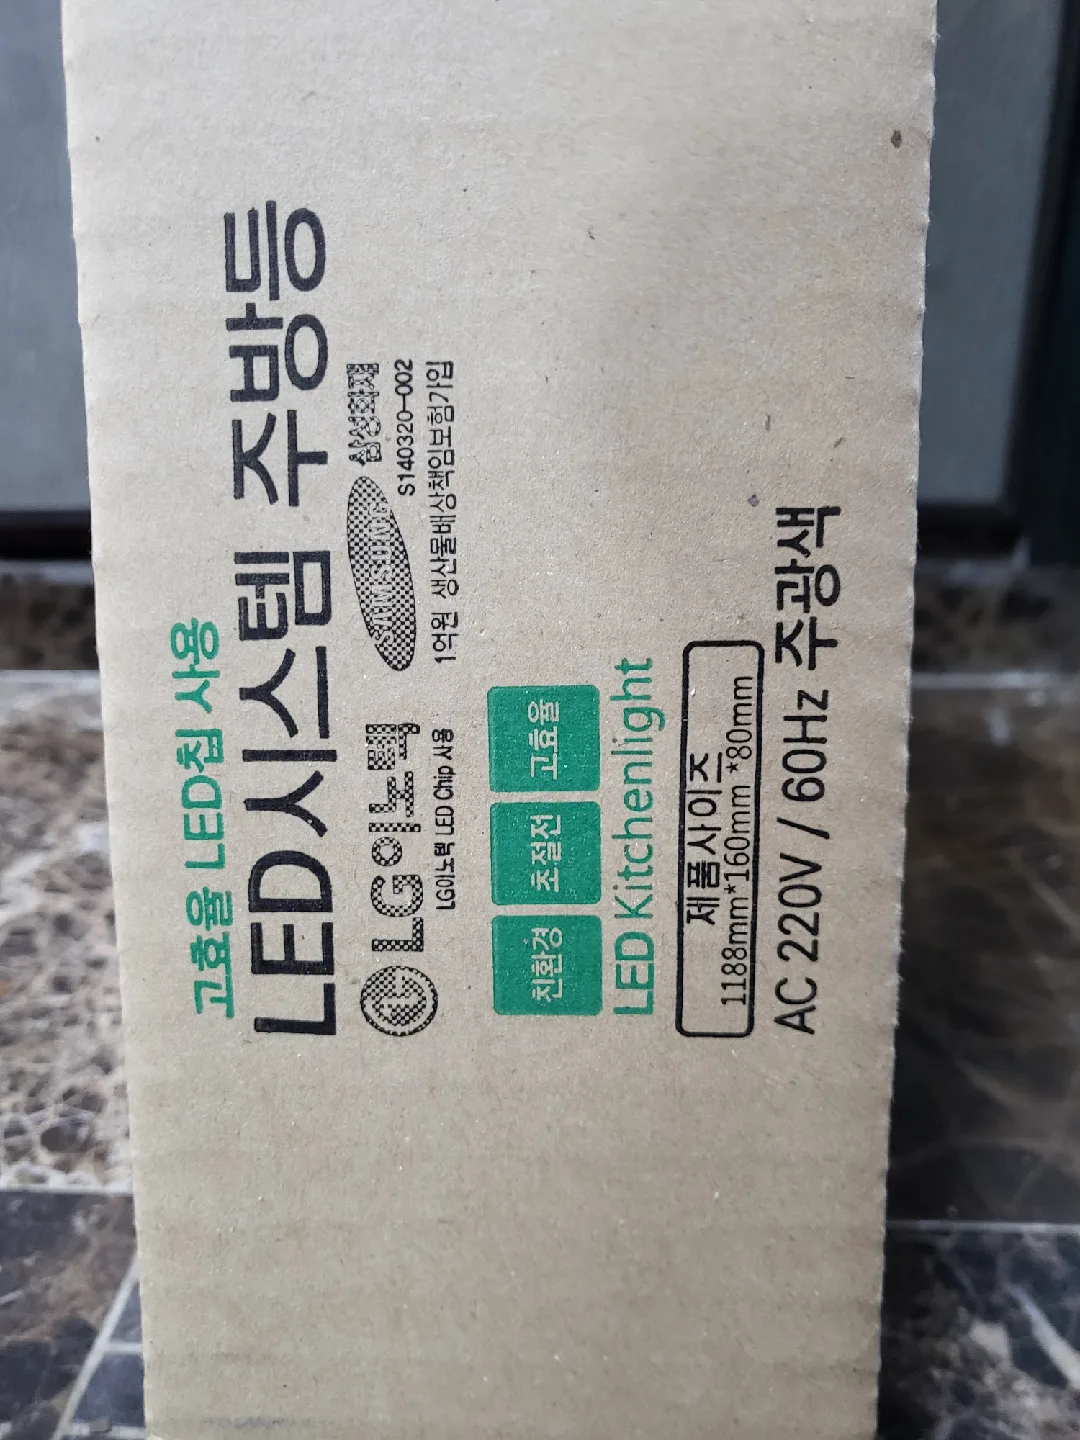 고효율 LED칩 사용
LED시스템 주방등
LG이노텍
LG이노텍 LED Chip 사용
SAMSUNG 삼성화재
S140320-002
1억원 생산물배상책임보험가입
친환경 초절전 고효율
LED Kitchenlight
제품사이즈
1188mm*160mm *80mm
AC 220V / 60Hz 주광색